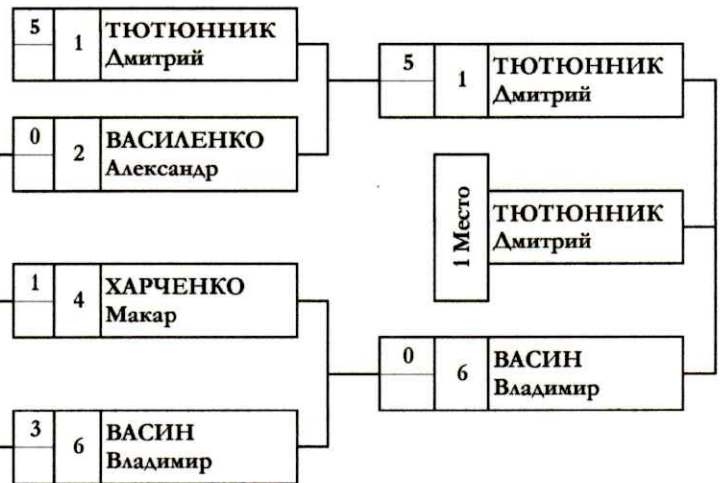 5 1 ТЮТЮННИК
Дмитрий
0 2 ВАСИЛЕНКО
Александр
1 4 ХАРЧЕНКО
Макар
3 6 ВАСИН
Владимир
5 1 ТЮТЮННИК
Дмитрий
1 Место
ТЮТЮННИК
Дмитрий
0 6 ВАСИН
Владимир